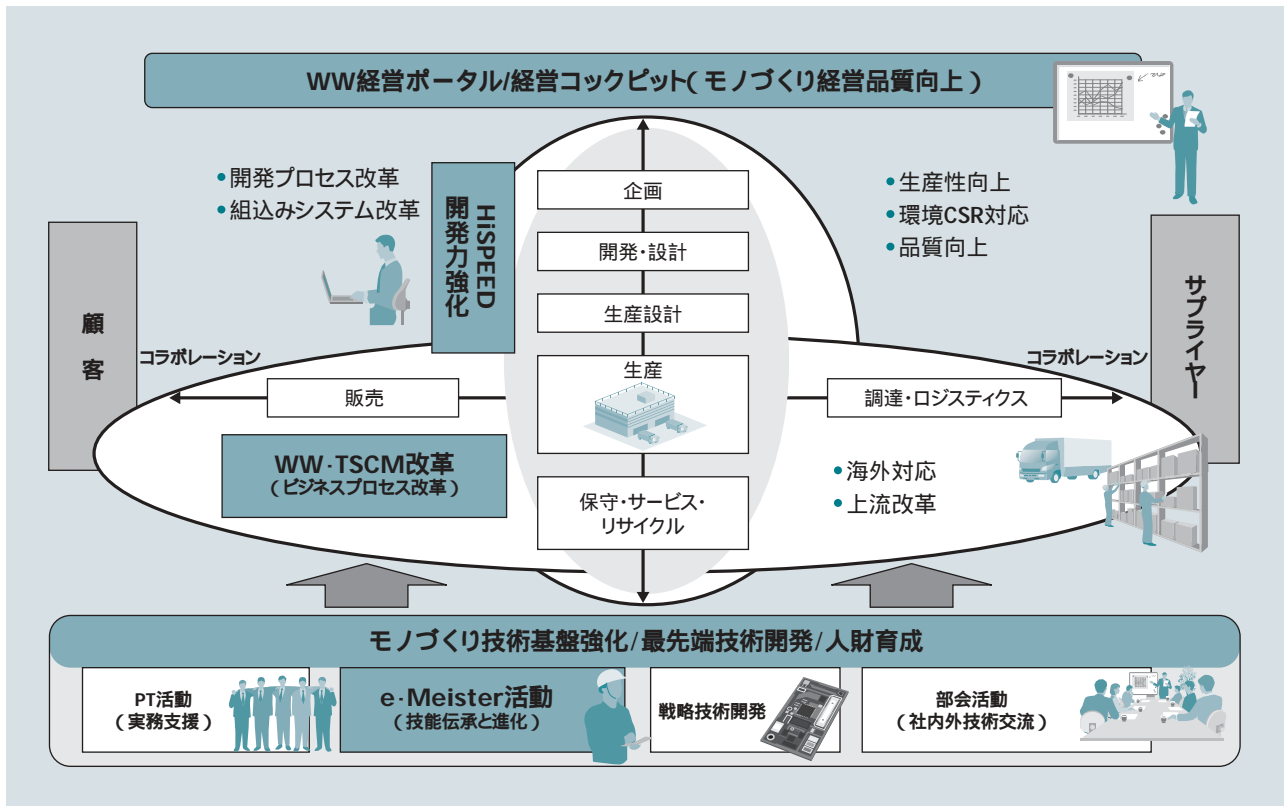 WW経営ポータル/経営コックピット(モノづくり経営品質向上)
•開発プロセス改革
•組込みシステム改革
HiSPEED
開発力強化
企画
開発・設計
生産設計
生産
保守・サービス・
リサイクル
•生産性向上
•環境CSR対応
•品質向上
顧客
コラボレーション
販売
WW・TSCM改革
(ビジネスプロセス改革)
コラボレーション
調達・ロジスティクス
サプライヤー
•海外対応
•上流改革
モノづくり技術基盤強化/最先端技術開発/人財育成
PT活動
(実務支援)
e・Meister活動
(技能伝承と進化)
戦略技術開発
部会活動
(社内外技術交流)